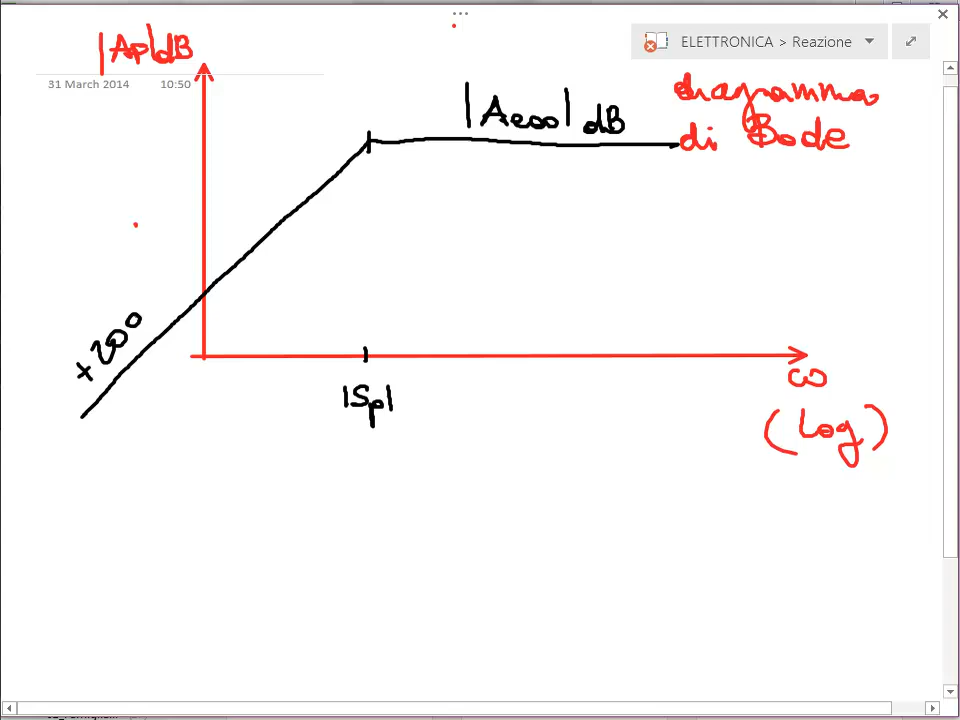 |Ap|dB
ELETTRONICA > Reazione
31 March 2014 10:50
|Aeoo|dB
diagramma
di Bode
+20
|Sp|
ω
(Log)